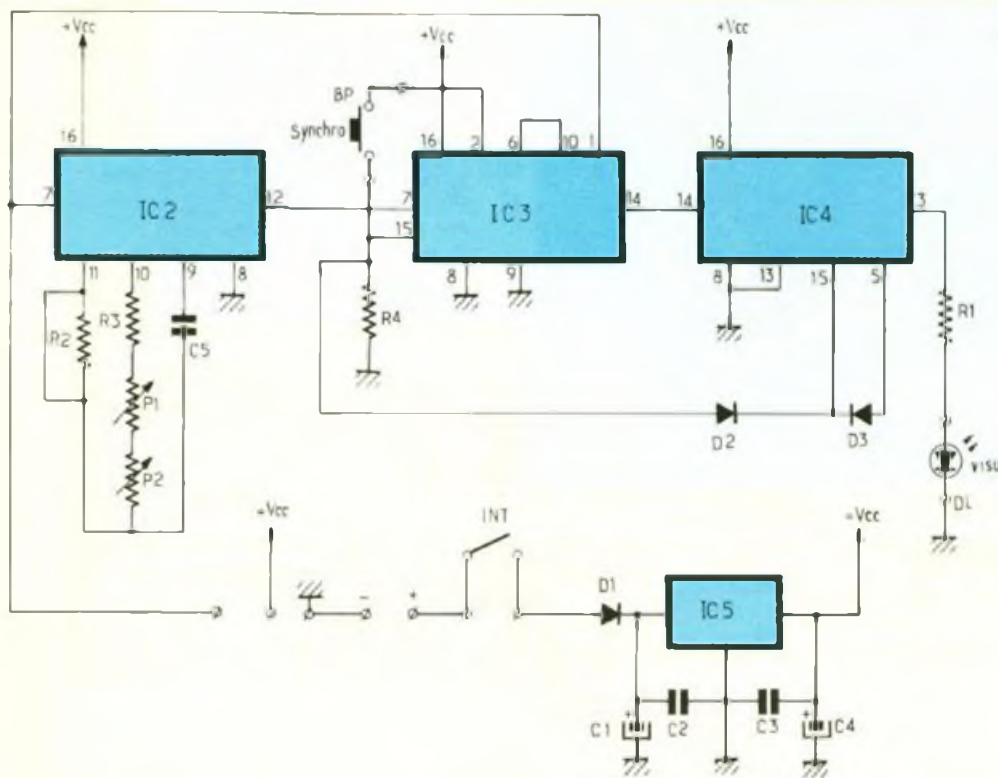 +Vcc
+Vcc
+Vcc
BP
Synchro
16
16
2
6
10
1
16
7
IC2
12
7
IC3
14
14
IC4
3
15
11
10
9
8
8
9
8
13
15
5
R2
R3
C5
R4
R1
P1
P2
D2
D3
VISU
DL
+Vcc
INT
+Vcc
-
+
D1
IC5
+
C1
C2
C3
+
C4